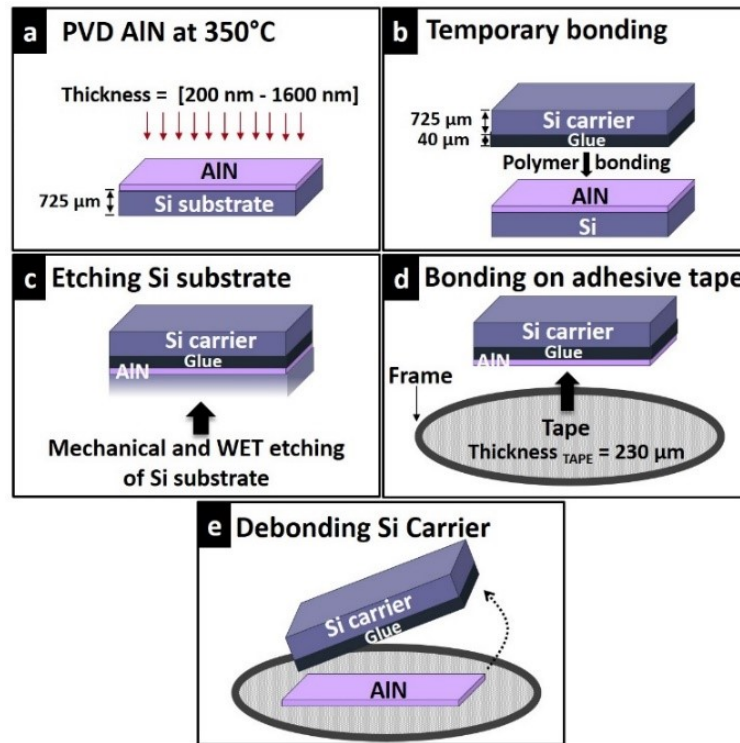 a PVD AlN at 350°C
Thickness = [200 nm - 1600 nm]
AlN
725 µm
Si substrate
b Temporary bonding
725 µm
Si carrier
40 µm
Glue
Polymer bonding
AlN
Si
c Etching Si substrate
Si carrier
Glue
AlN
Mechanical and WET etching
of Si substrate
d Bonding on adhesive tape
Si carrier
Glue
AlN
Frame
Tape
Thickness TAPE = 230 µm
e Debonding Si Carrier
Si carrier
Glue
AlN